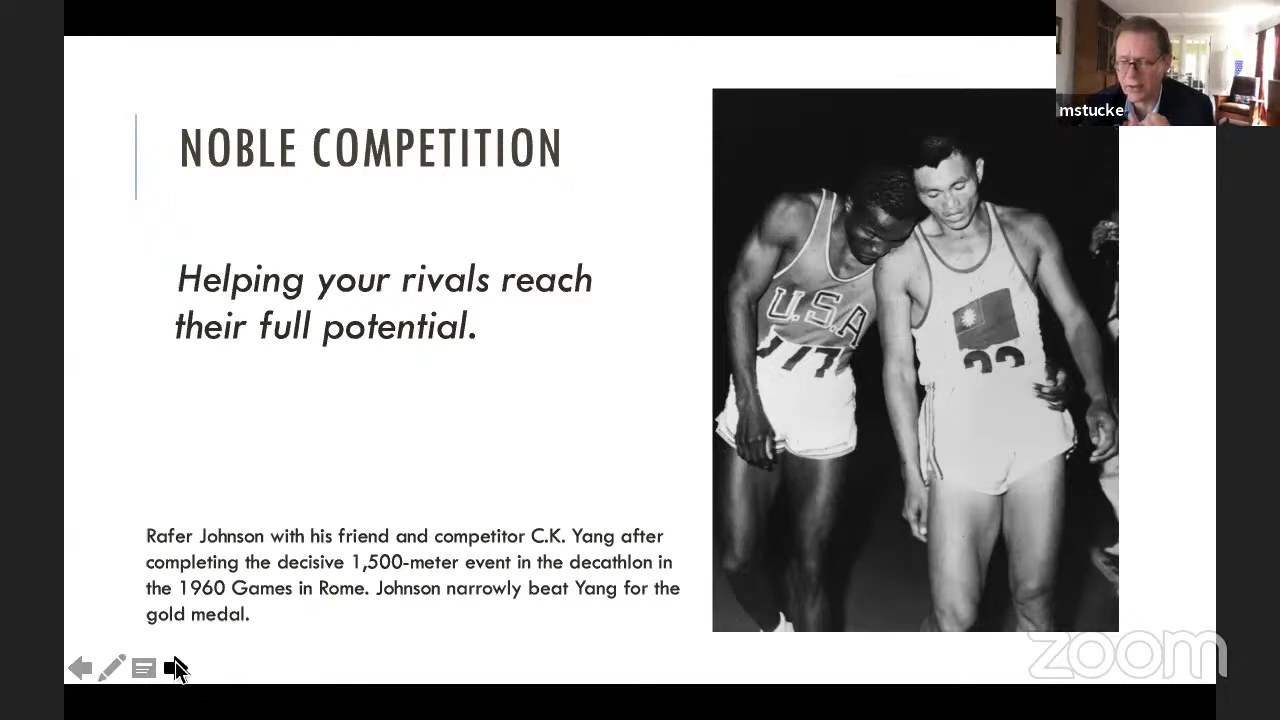 mstucke
NOBLE COMPETITION
Helping your rivals reach
their full potential.
U.S.A
Rafer Johnson with his friend and competitor C.K. Yang after
completing the decisive 1,500-meter event in the decathlon in
the 1960 Games in Rome. Johnson narrowly beat Yang for the
gold medal.
zoom